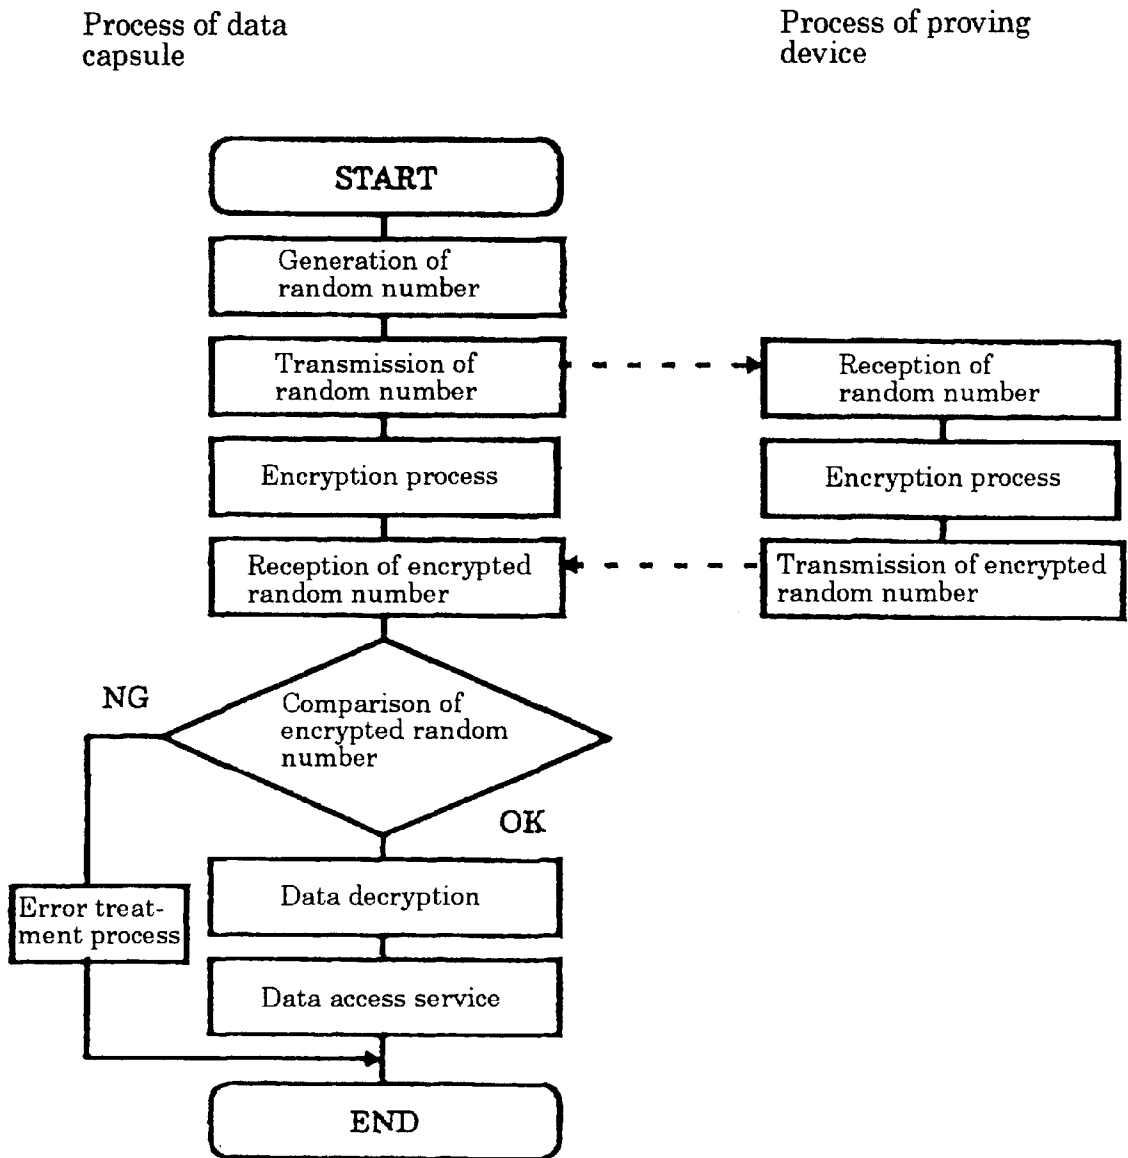 Process of data
capsule
Process of proving
device
START
Generation of
random number
Transmission of
random number
Reception of
random number
Encryption process
Encryption process
Reception of encrypted
random number
Transmission of encrypted
random number
NG
Comparison of
encrypted random
number
OK
Data decryption
Error treat-
ment process
Data access service
END